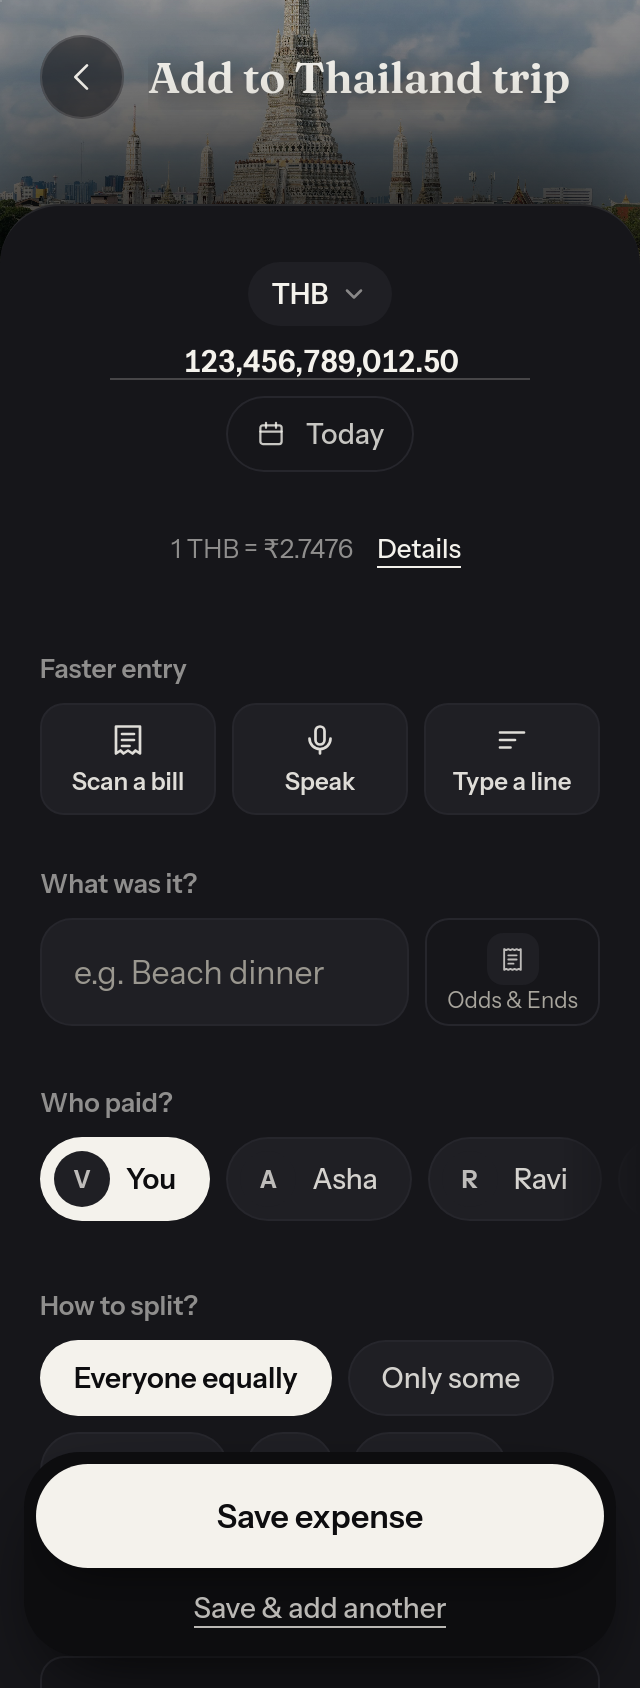 Add to Thailand trip
THB
123,456,789,012.50
Today
1 THB = ₹2.7476 Details
Faster entry
Scan a bill Speak Type a line
What was it?
e.g. Beach dinner
Odds & Ends
Who paid?
V You A Asha R Ravi
How to split?
Everyone equally Only some
Save expense
Save & add another